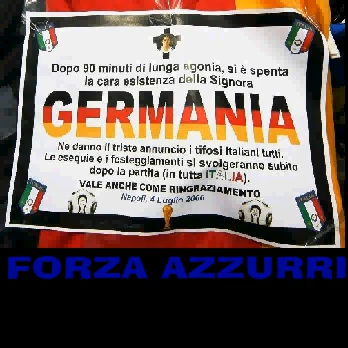 Dopo 90 minuti di lunga agonia, si è spenta
la cara esistenza della Signora
GERMANIA
Ne danno il triste annuncio i tifosi Italiani tutti.
Le esequie e i festeggiamenti si svolgeranno subito
dopo la partita (in tutta ITALIA).
VALE ANCHE COME RINGRAZIAMENTO
Napoli, 4 Luglio 2006
FORZA AZZURRI